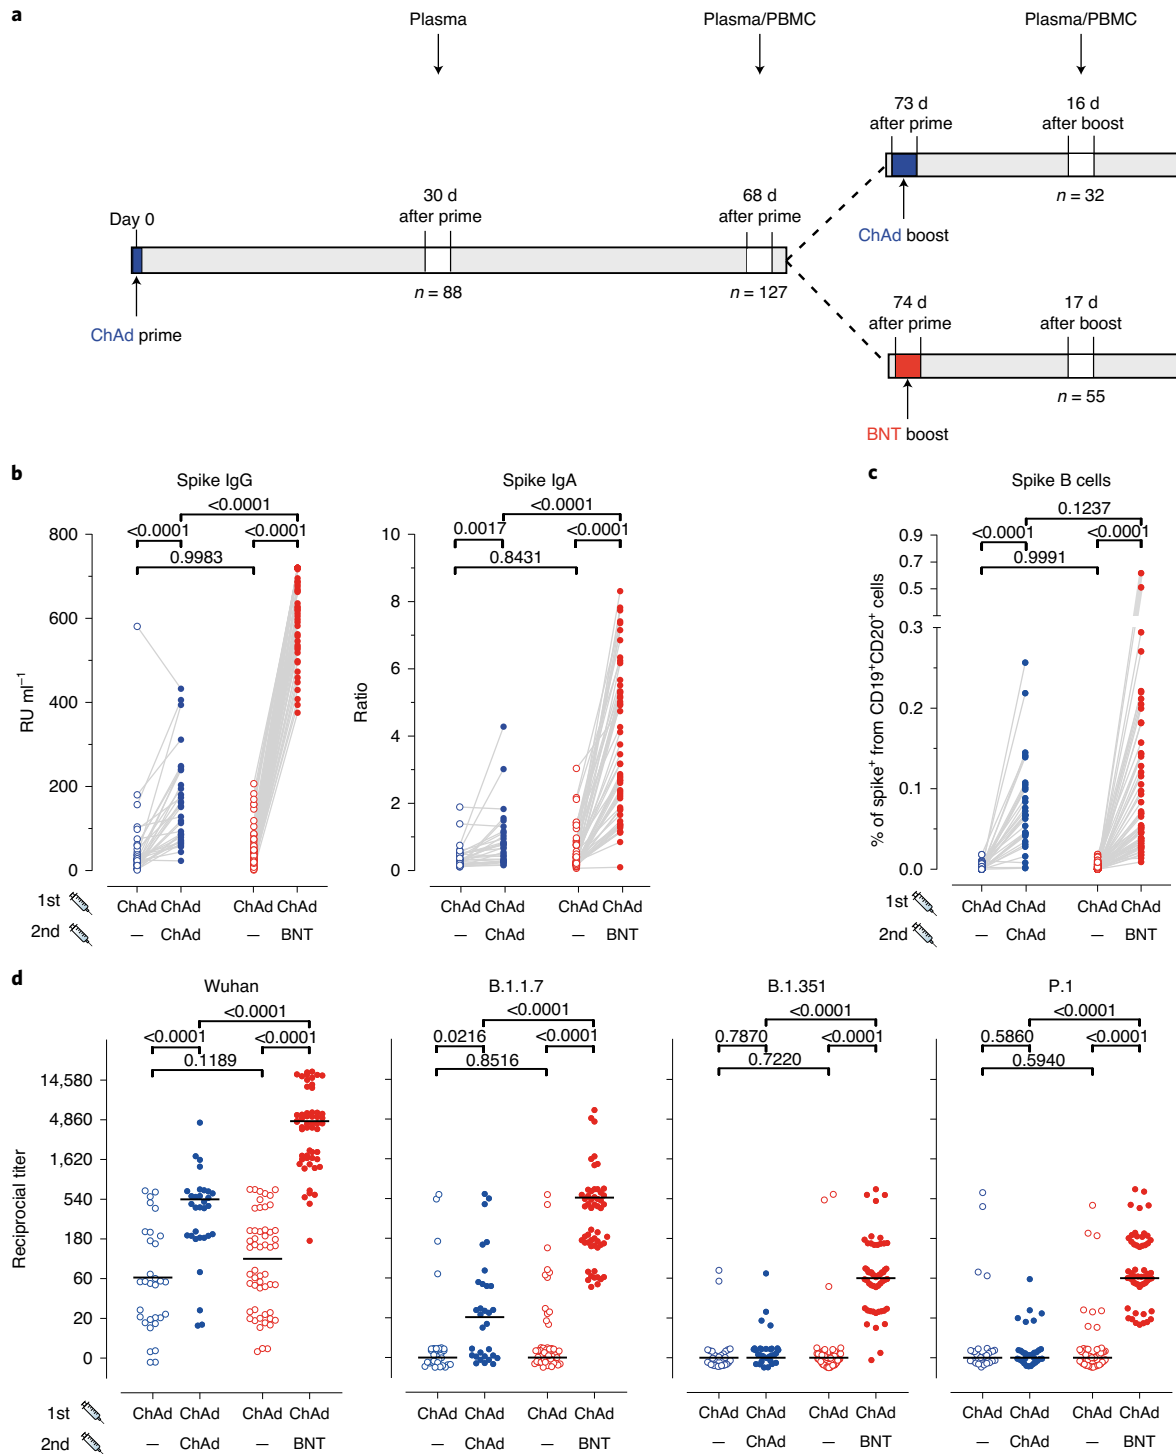 a
Plasma Plasma/PBMC Plasma/PBMC
73 d
after prime
16 d
after boost
n = 32
ChAd boost
Day 0
30 d
after prime
68 d
after prime
n = 88
n = 127
ChAd prime
74 d
after prime
17 d
after boost
n = 55
BNT boost
b
Spike IgG
<0.0001
<0.0001 <0.0001
0.9983
RU ml⁻¹
800
600
400
200
0
1st ChAd ChAd ChAd ChAd
2nd — ChAd — BNT
Spike IgA
<0.0001
0.0017 <0.0001
0.8431
Ratio
10
8
6
4
2
0
ChAd ChAd ChAd ChAd
— ChAd — BNT
c
Spike B cells
0.1237
<0.0001 <0.0001
0.9991
% of spike⁺ from CD19⁺CD20⁺ cells
0.9
0.7
0.5
0.3
0.2
0.1
0.0
1st ChAd ChAd ChAd ChAd
2nd — ChAd — BNT
d
Wuhan
<0.0001
<0.0001 <0.0001
0.1189
Reciprocial titer
14,580
4,860
1,620
540
180
60
20
0
1st ChAd ChAd ChAd ChAd
2nd — ChAd — BNT
B.1.1.7
<0.0001
0.0216 <0.0001
0.8516
ChAd ChAd ChAd ChAd
— ChAd — BNT
B.1.351
<0.0001
0.7870 <0.0001
0.7220
ChAd ChAd ChAd ChAd
— ChAd — BNT
P.1
<0.0001
0.5860 <0.0001
0.5940
ChAd ChAd ChAd ChAd
— ChAd — BNT